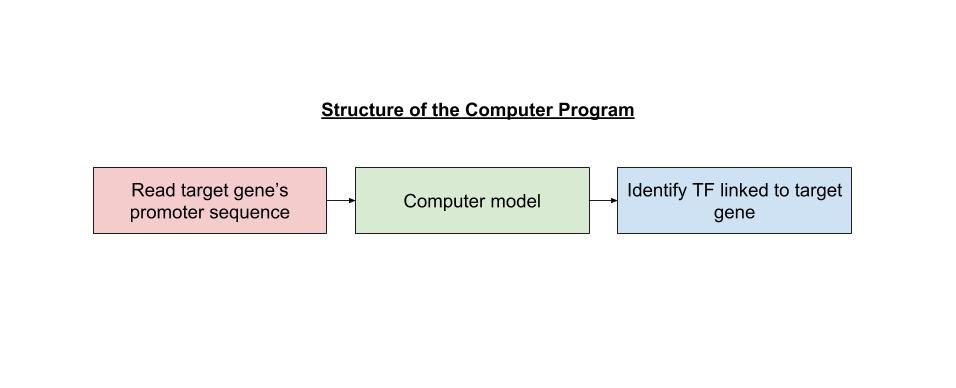 Structure of the Computer Program
Read target gene’s
promoter sequence
Computer model
Identify TF linked to target
gene